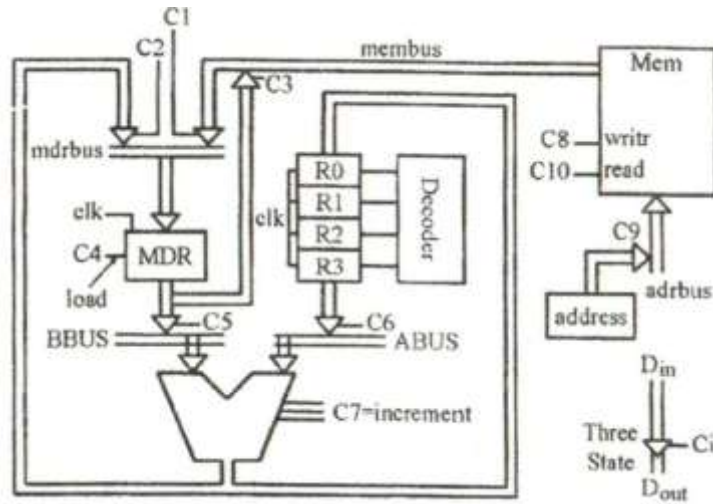 C1
C2
membus
Mem
C3
C8
writr
mdrbus
C10
read
R0
clk
R1
clk
Decoder
C9
C4
MDR
R2
R3
load
adrbus
address
C5
C6
BBUS
ABUS
Din
C7=increment
Three
State
Ci
Dout